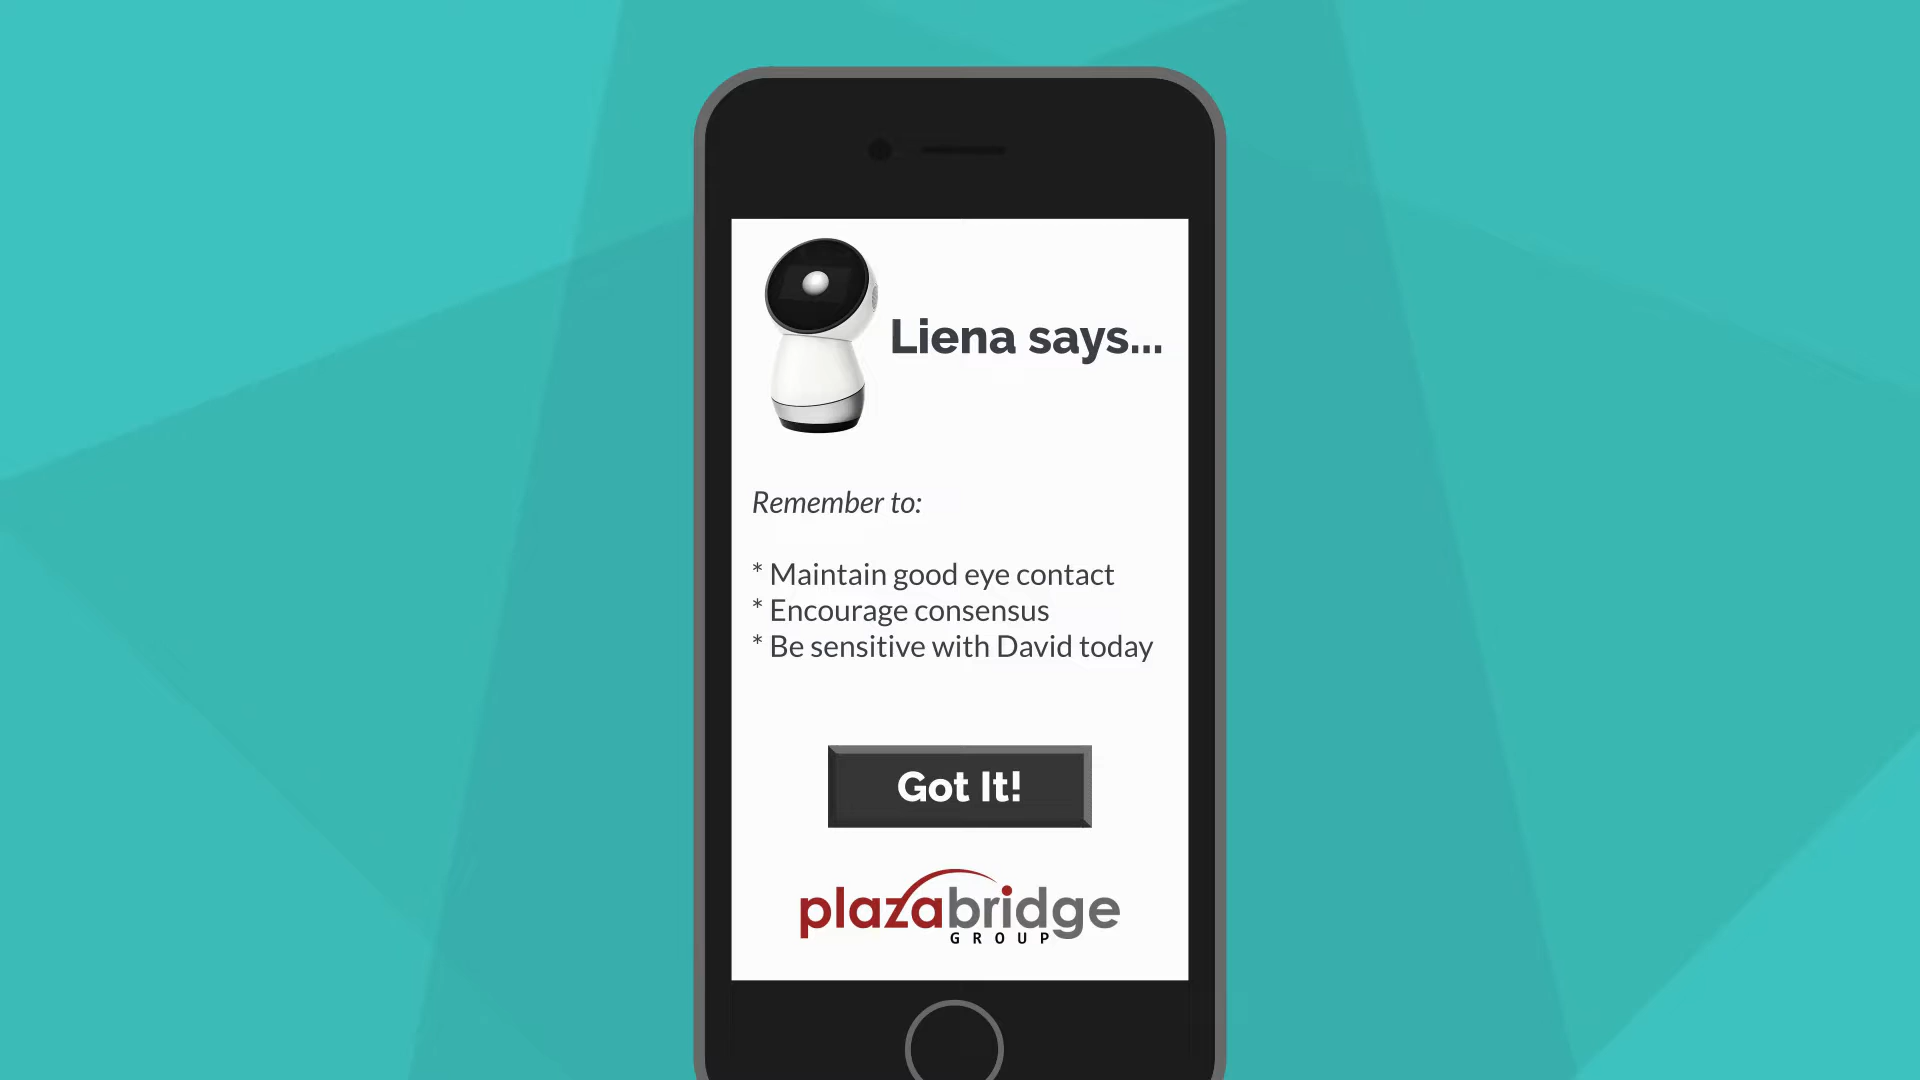 Liena says...
Remember to:
* Maintain good eye contact
* Encourage consensus
* Be sensitive with David today
Got It!
plazabridge
GROUP